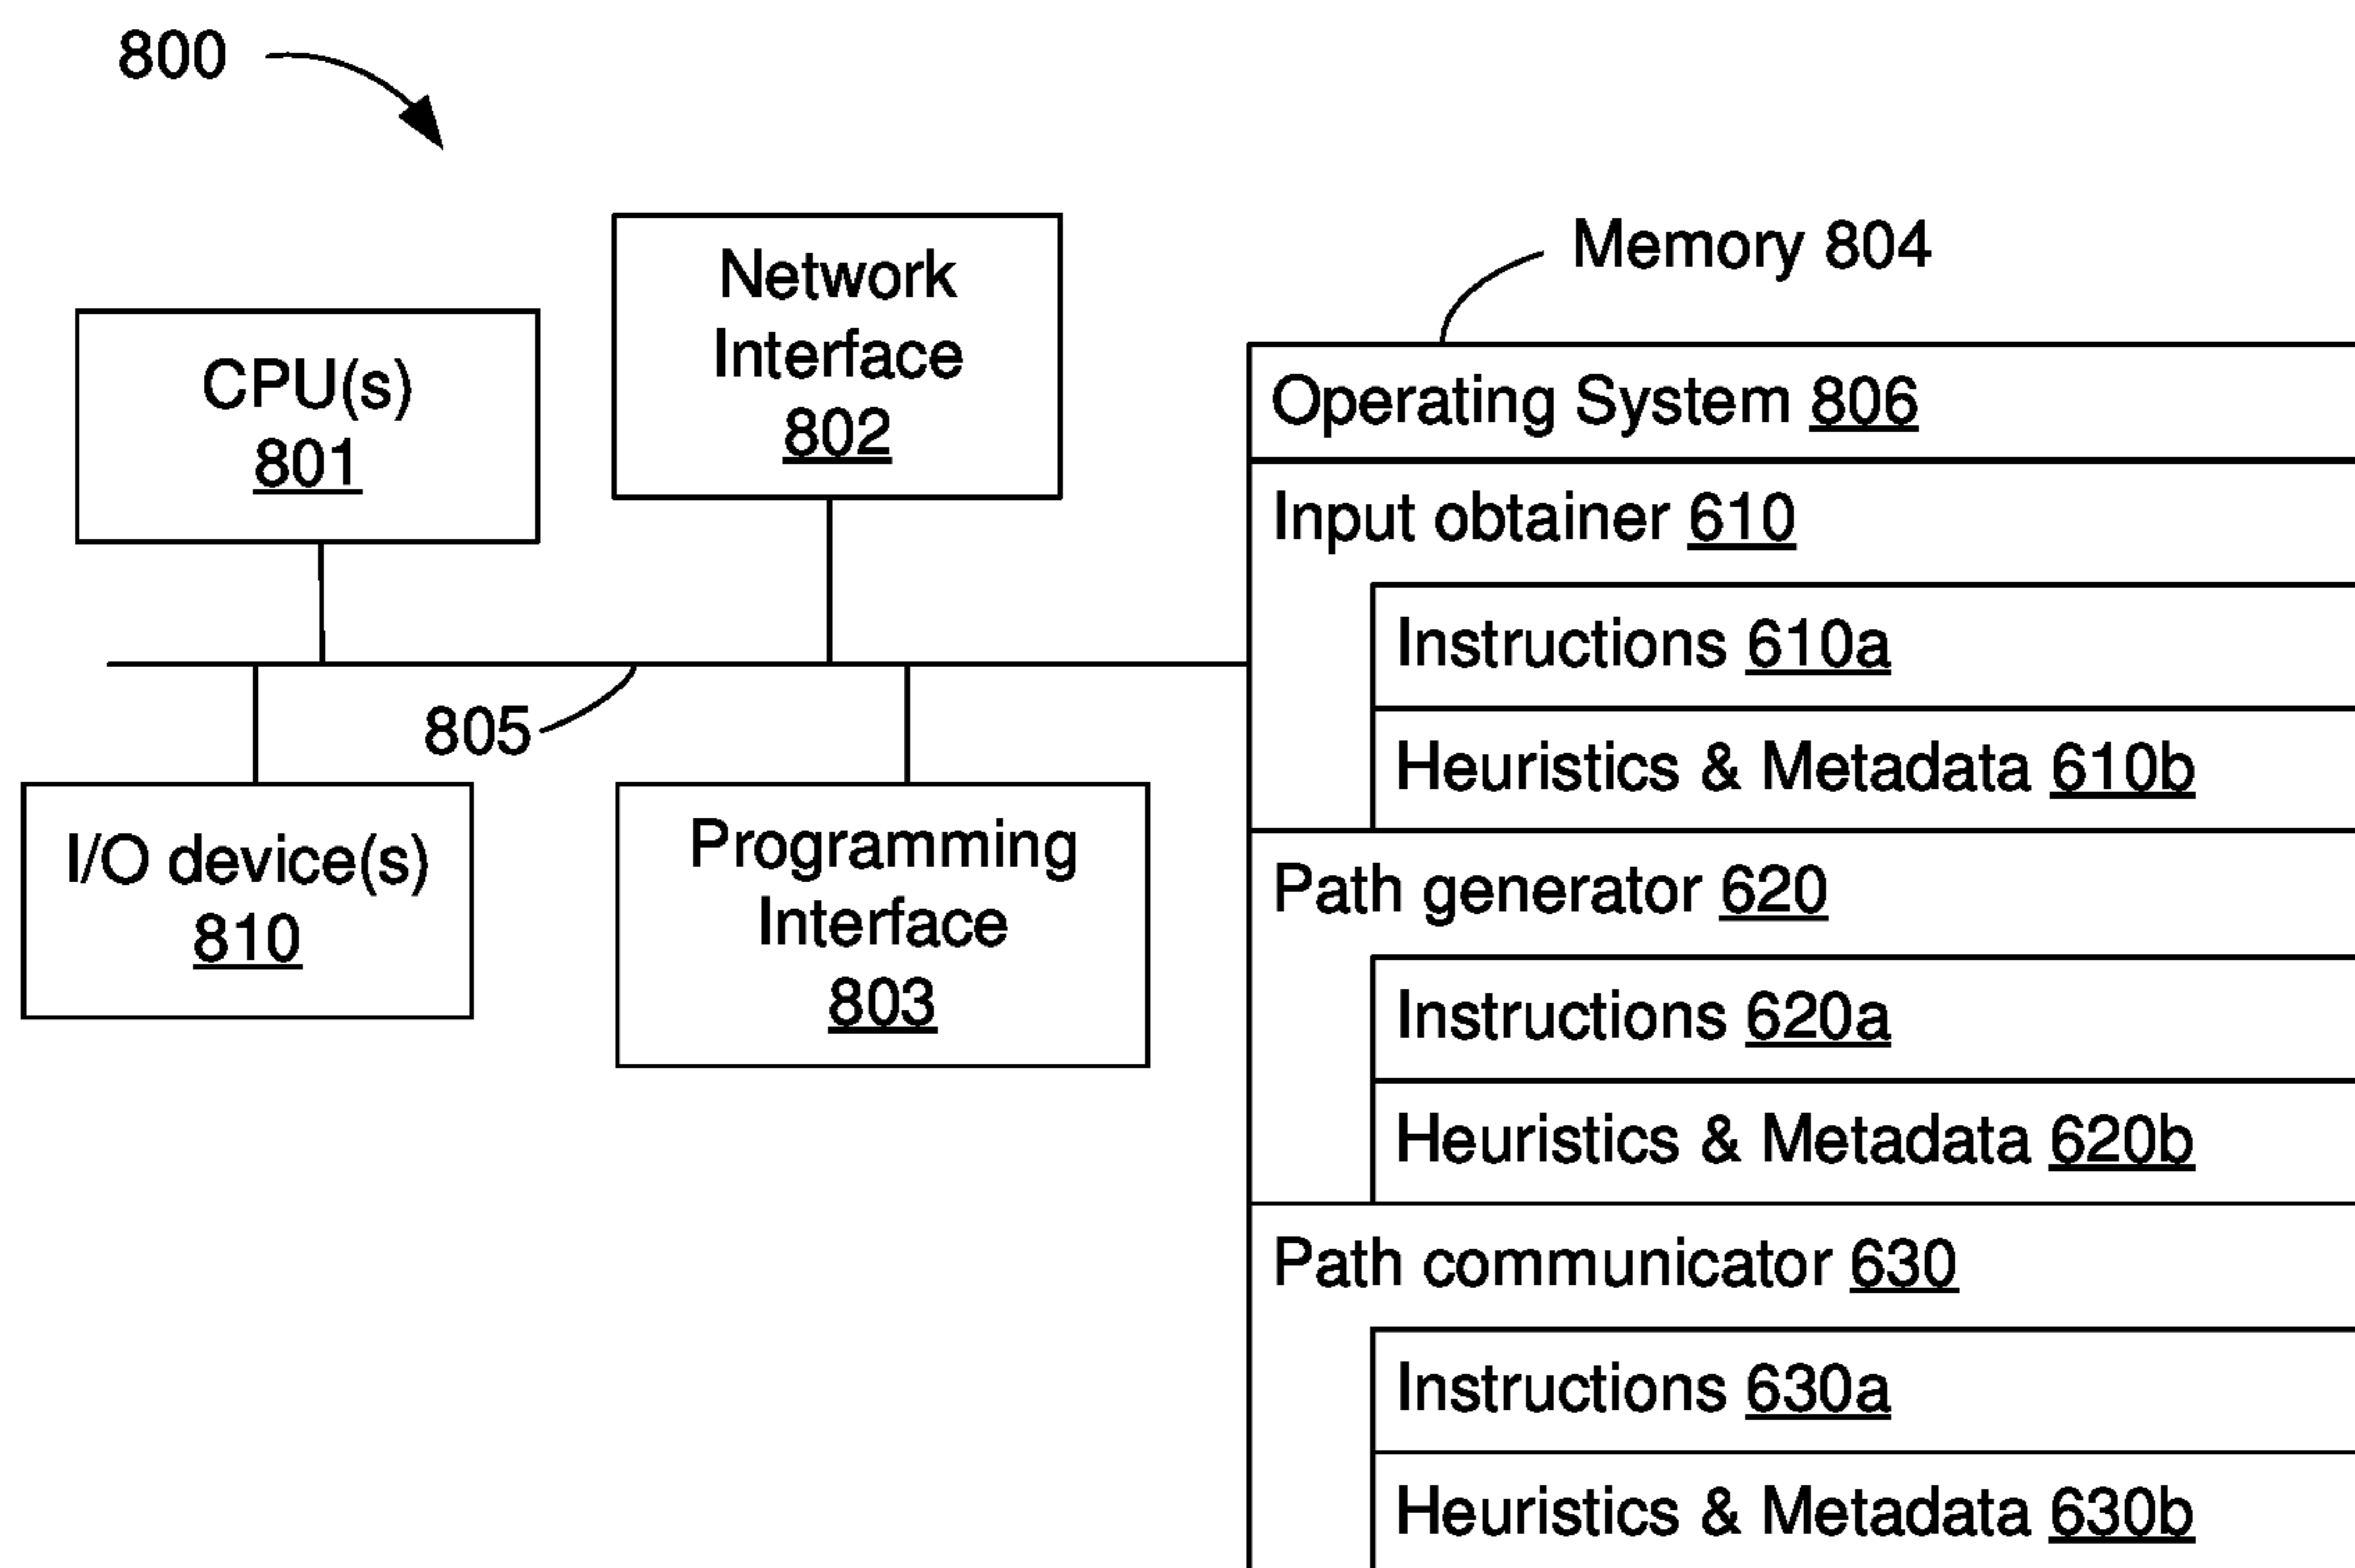 800
Network
Interface
802
Memory 804
CPU(s)
801
805
I/O device(s)
810
Programming
Interface
803
Operating System 806
Input obtainer 610
Instructions 610a
Heuristics & Metadata 610b
Path generator 620
Instructions 620a
Heuristics & Metadata 620b
Path communicator 630
Instructions 630a
Heuristics & Metadata 630b